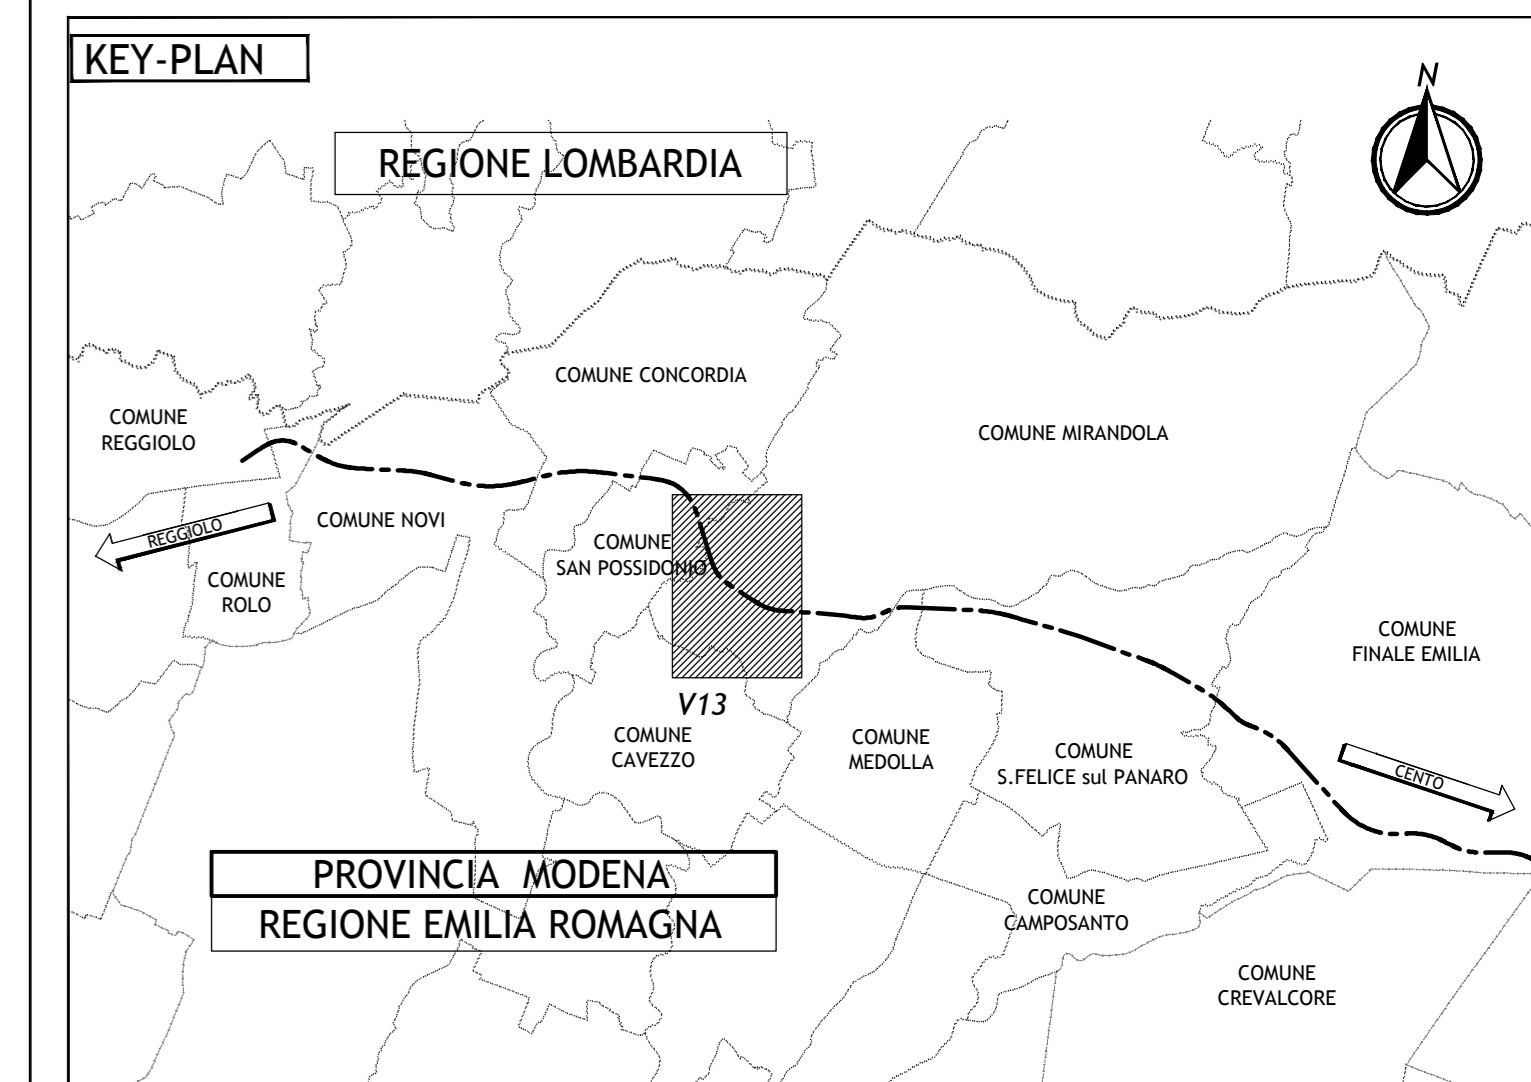 KEY-PLAN
N
REGIONE LOMBARDIA
COMUNE CONCORDIA
COMUNE
REGGIOLO
COMUNE MIRANDOLA
REGGIOLO
COMUNE NOVI
COMUNE
SAN POSSIDONIO
COMUNE
ROLO
COMUNE
FINALE EMILIA
V13
COMUNE
CAVEZZO
COMUNE
MEDOLLA
COMUNE
S.FELICE sul PANARO
CENTO
PROVINCIA MODENA
REGIONE EMILIA ROMAGNA
COMUNE
CAMPOSANTO
COMUNE
CREVALCORE